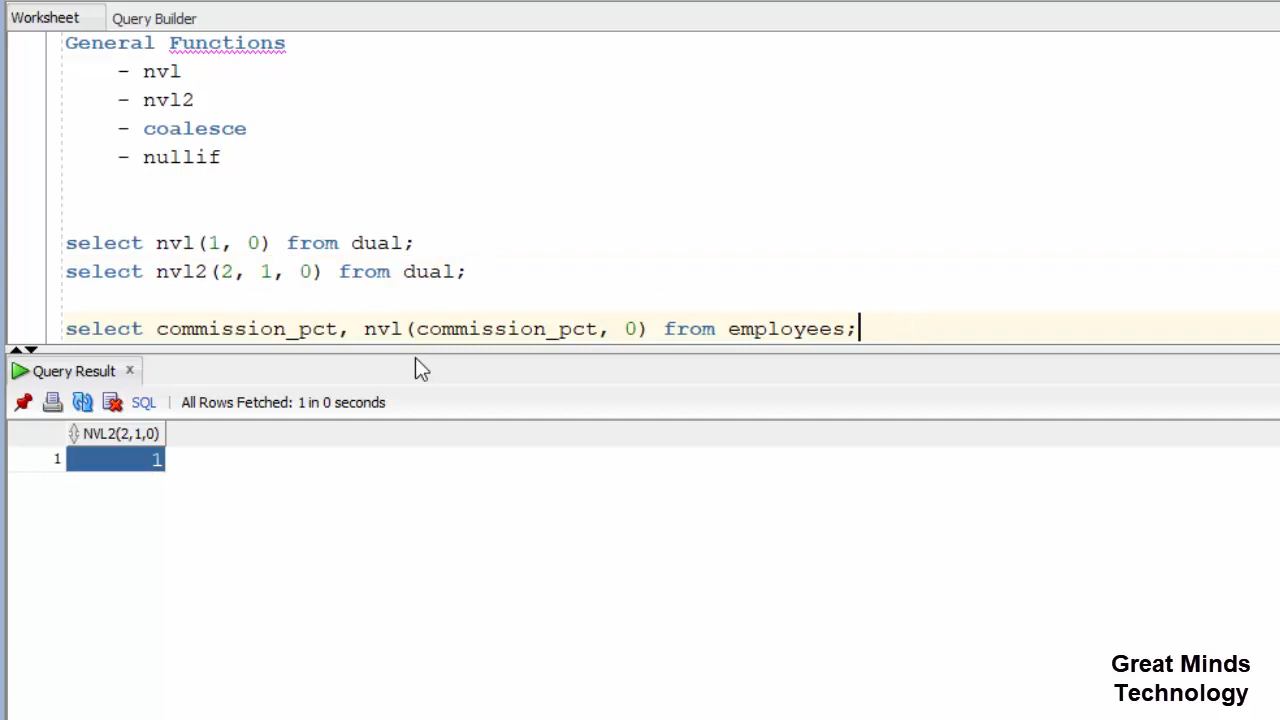 Worksheet Query Builder
General Functions
- nvl
- nvl2
- coalesce
- nullif
select nvl(1, 0) from dual;
select nvl2(2, 1, 0) from dual;
select commission_pct, nvl(commission_pct, 0) from employees;
Query Result x
SQL | All Rows Fetched: 1 in 0 seconds
NVL2(2,1,0)
1 1
Great Minds
Technology